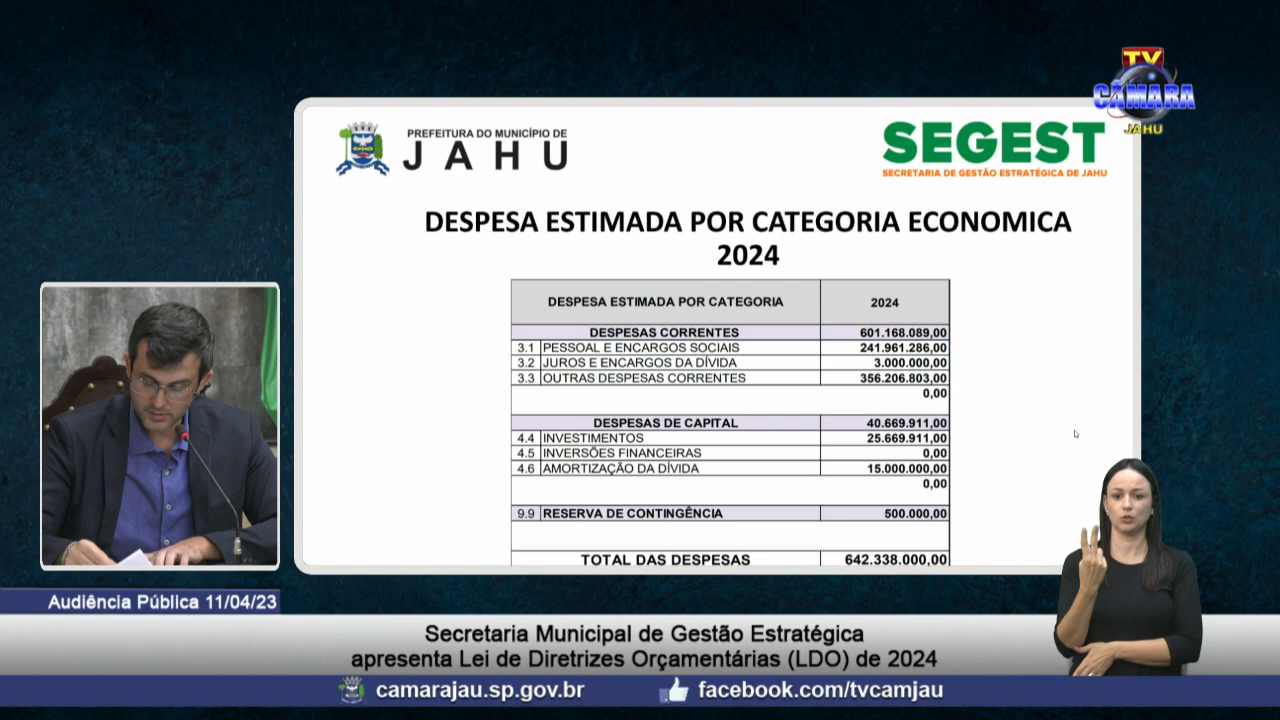 TV
CÂMARA
JAHU
PREFEITURA DO MUNICÍPIO DE
JAHU
SEGEST
SECRETARIA DE GESTÃO ESTRATÉGICA DE JAHU
DESPESA ESTIMADA POR CATEGORIA ECONOMICA
2024
DESPESA ESTIMADA POR CATEGORIA 2024
DESPESAS CORRENTES 601.168.089,00
3.1 PESSOAL E ENCARGOS SOCIAIS 241.961.286,00
3.2 JUROS E ENCARGOS DA DÍVIDA 3.000.000,00
3.3 OUTRAS DESPESAS CORRENTES 356.206.803,00
0,00
DESPESAS DE CAPITAL 40.669.911,00
4.4 INVESTIMENTOS 25.669.911,00
4.5 INVERSÕES FINANCEIRAS 0,00
4.6 AMORTIZAÇÃO DA DÍVIDA 15.000.000,00
0,00
9.9 RESERVA DE CONTINGÊNCIA 500.000,00
TOTAL DAS DESPESAS 642.338.000,00
Audiência Pública 11/04/23
Secretaria Municipal de Gestão Estratégica
apresenta Lei de Diretrizes Orçamentárias (LDO) de 2024
camarajau.sp.gov.br
facebook.com/tvcamjau